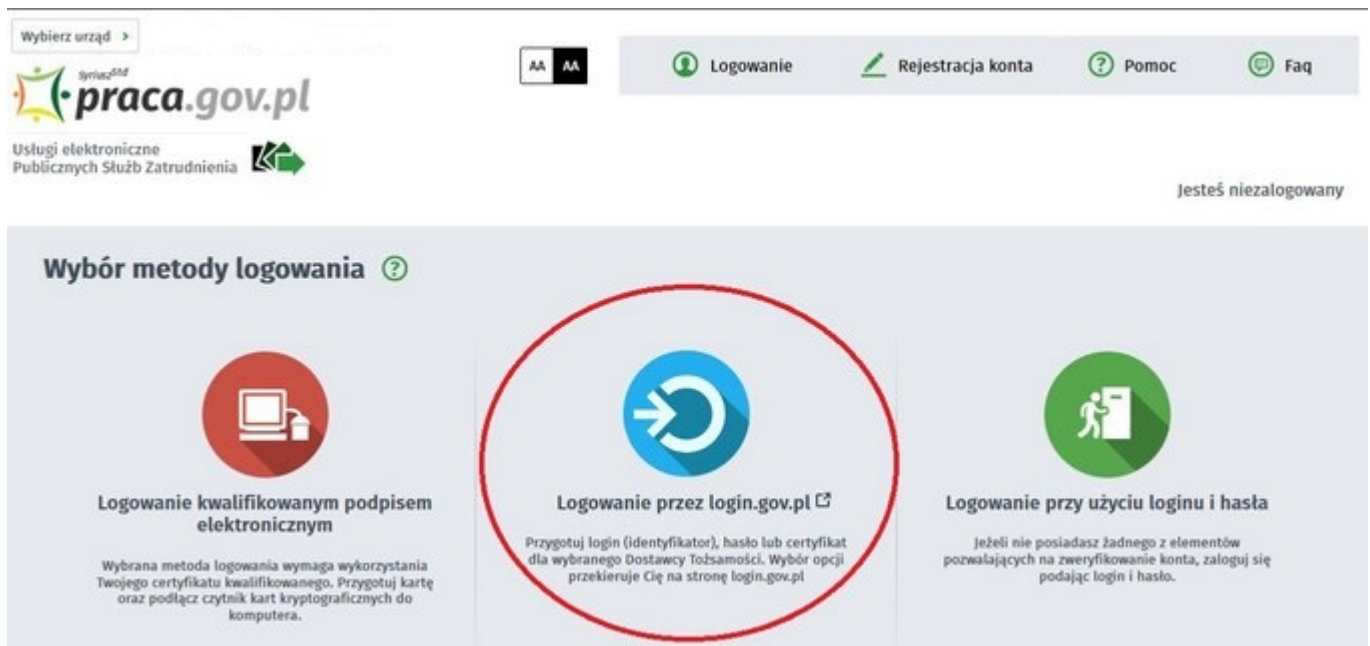 Wybierz urząd >
SyriuszStd
praca.gov.pl
Usługi elektroniczne
Publicznych Służb Zatrudnienia
AA AA
Logowanie
Rejestracja konta
? Pomoc
Faq
Jesteś niezalogowany
Wybór metody logowania ?
Logowanie kwalifikowanym podpisem
elektronicznym
Wybrana metoda logowania wymaga wykorzystania
Twojego certyfikatu kwalifikowanego. Przygotuj kartę
oraz podłącz czytnik kart kryptograficznych do
komputera.
Logowanie przez login.gov.pl
Przygotuj login (identyfikator), hasło lub certyfikat
dla wybranego Dostawcy Tożsamości. Wybór opcji
przekieruje Cię na stronę login.gov.pl
Logowanie przy użyciu loginu i hasła
Jeżeli nie posiadasz żadnego z elementów
pozwalających na zweryfikowanie konta, zaloguj się
podając login i hasło.